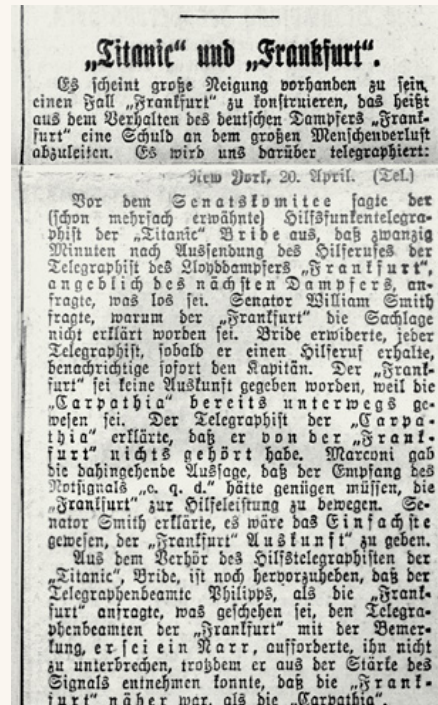 „Titanic“ und „Frankfurt“.
Es scheint große Neigung vorhanden zu sein,
einen Fall „Frankfurt“ zu konstruieren, das heißt
aus dem Verhalten des deutschen Dampfers „Frank-
furt“ eine Schuld an dem großen Menschenverlust
abzuleiten. Es wird uns darüber telegraphiert:
New York, 20. April. (Tel.)
Vor dem Senatskomitee sagte der
(schon mehrfach erwähnte) Hilfsfunkentelegra-
phist der „Titanic“ Bride aus, daß zwanzig
Minuten nach Aussendung des Hilferufes der
Telegraphist des Lloyddampfers „Frankfurt“,
angeblich des nächsten Dampfers, an-
fragte, was los sei. Senator William Smith
fragte, warum der „Frankfurt“ die Sachlage
nicht erklärt worden sei. Bride erwiderte, jeder
Telegraphist, sobald er einen Hilferuf erhalte,
benachrichtige sofort den Kapitän. Der „Frank-
furt“ sei keine Auskunft gegeben worden, weil die
„Carpathia“ bereits unterwegs ge-
wesen sei. Der Telegraphist der „Carpa-
thia“ erklärte, daß er von der „Frank-
furt“ nichts gehört habe. Marconi gab
die dahingehende Aussage, daß der Empfang des
Notsignals „c. q. d.“ hätte genügen müssen, die
„Frankfurt“ zur Hilfeleistung zu bewegen. Se-
nator Smith erklärte, es wäre das Einfachste
gewesen, der „Frankfurt“ Auskunft zu geben.
Aus dem Verhör des Hilfstelegraphisten der
„Titanic“, Bride, ist noch hervorzuheben, daß der
Telegraphenbeamte Philipps, als die „Frank-
furt“ anfragte, was geschehen sei, den Telegra-
phenbeamten der „Frankfurt“ mit der Bemer-
kung, er sei ein Narr, aufforderte, ihn nicht
zu unterbrechen, trotzdem er aus der Stärke des
Signals entnehmen konnte, daß die „Frank-
furt“ näher war, als die „Carpathia“.